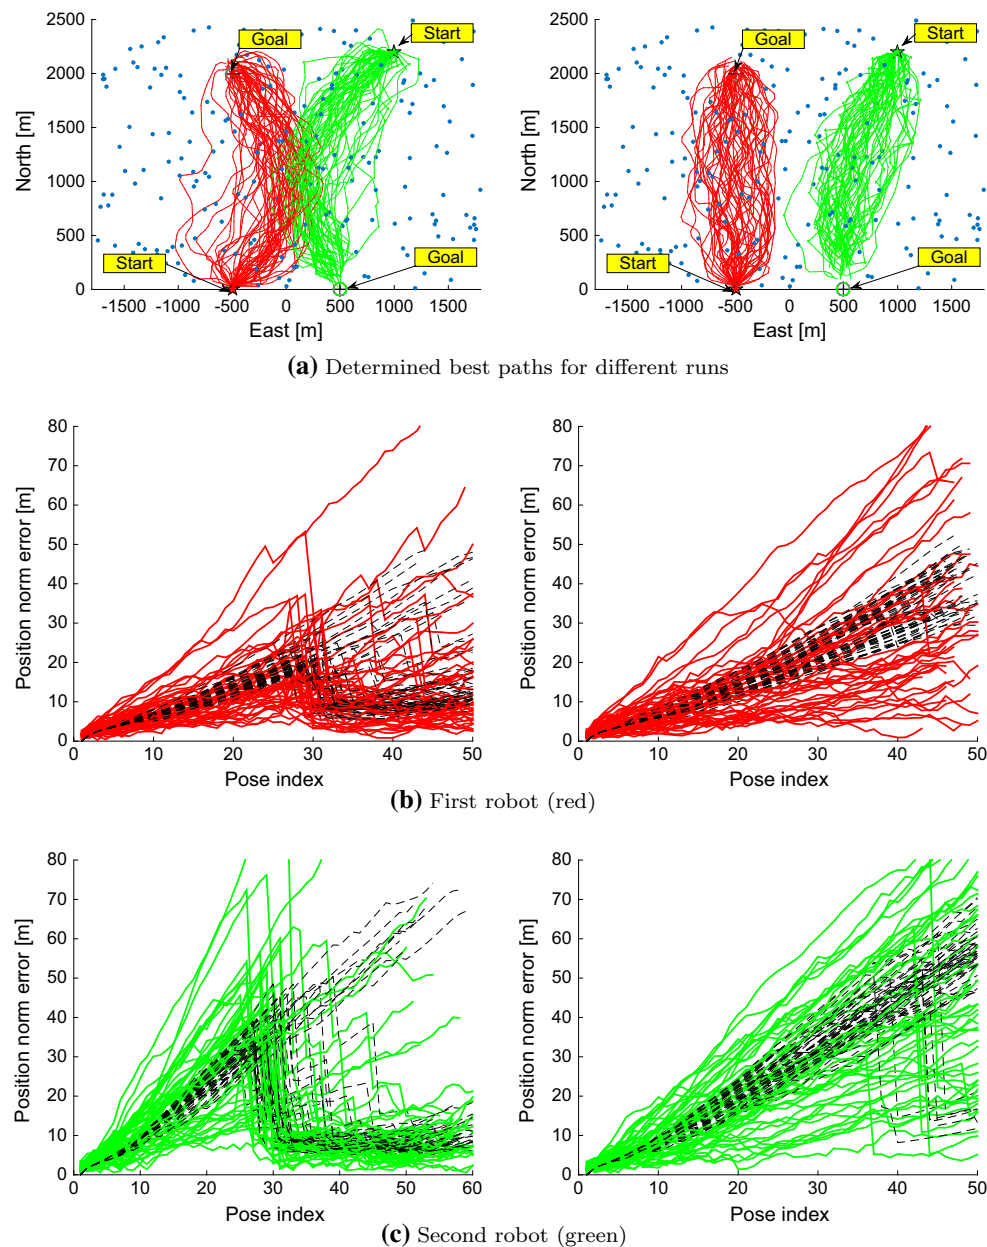 Goal
Start
Start
Goal
North [m]
2500
2000
1500
1000
500
0
-1500 -1000 -500 0 500 1000 1500
East [m]
Goal
Start
Start
Goal
North [m]
2500
2000
1500
1000
500
0
-1500 -1000 -500 0 500 1000 1500
East [m]
(a) Determined best paths for different runs
Position norm error [m]
80
70
60
50
40
30
20
10
0
0 10 20 30 40 50
Pose index
Position norm error [m]
80
70
60
50
40
30
20
10
0
0 10 20 30 40 50
Pose index
(b) First robot (red)
Position norm error [m]
80
70
60
50
40
30
20
10
0
0 10 20 30 40 50 60
Pose index
Position norm error [m]
80
70
60
50
40
30
20
10
0
0 10 20 30 40 50
Pose index
(c) Second robot (green)